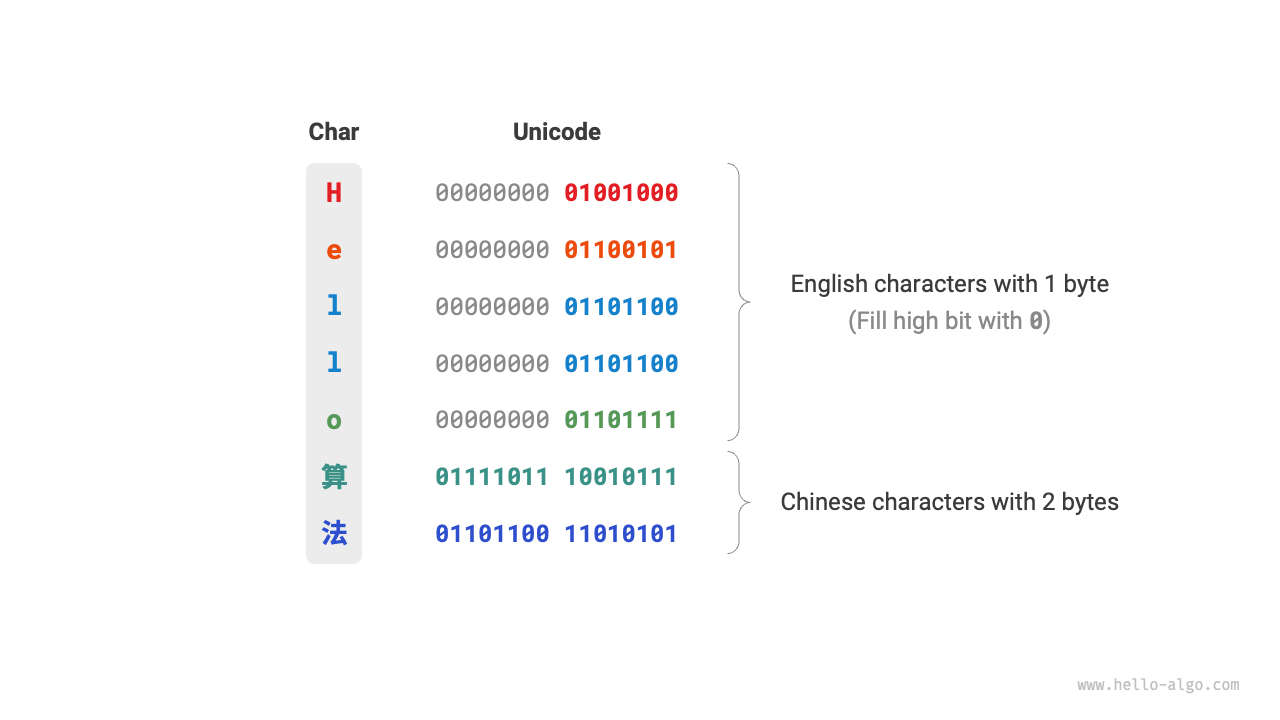 Char Unicode
H 00000000 01001000
e 00000000 01100101
l 00000000 01101100
l 00000000 01101100
o 00000000 01101111
算 01111011 10010111
法 01101100 11010101
English characters with 1 byte
(Fill high bit with 0)
Chinese characters with 2 bytes
www.hello-algo.com